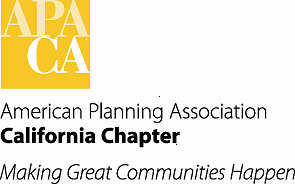 APA
CA
American Planning Association
California Chapter
Making Great Communities Happen